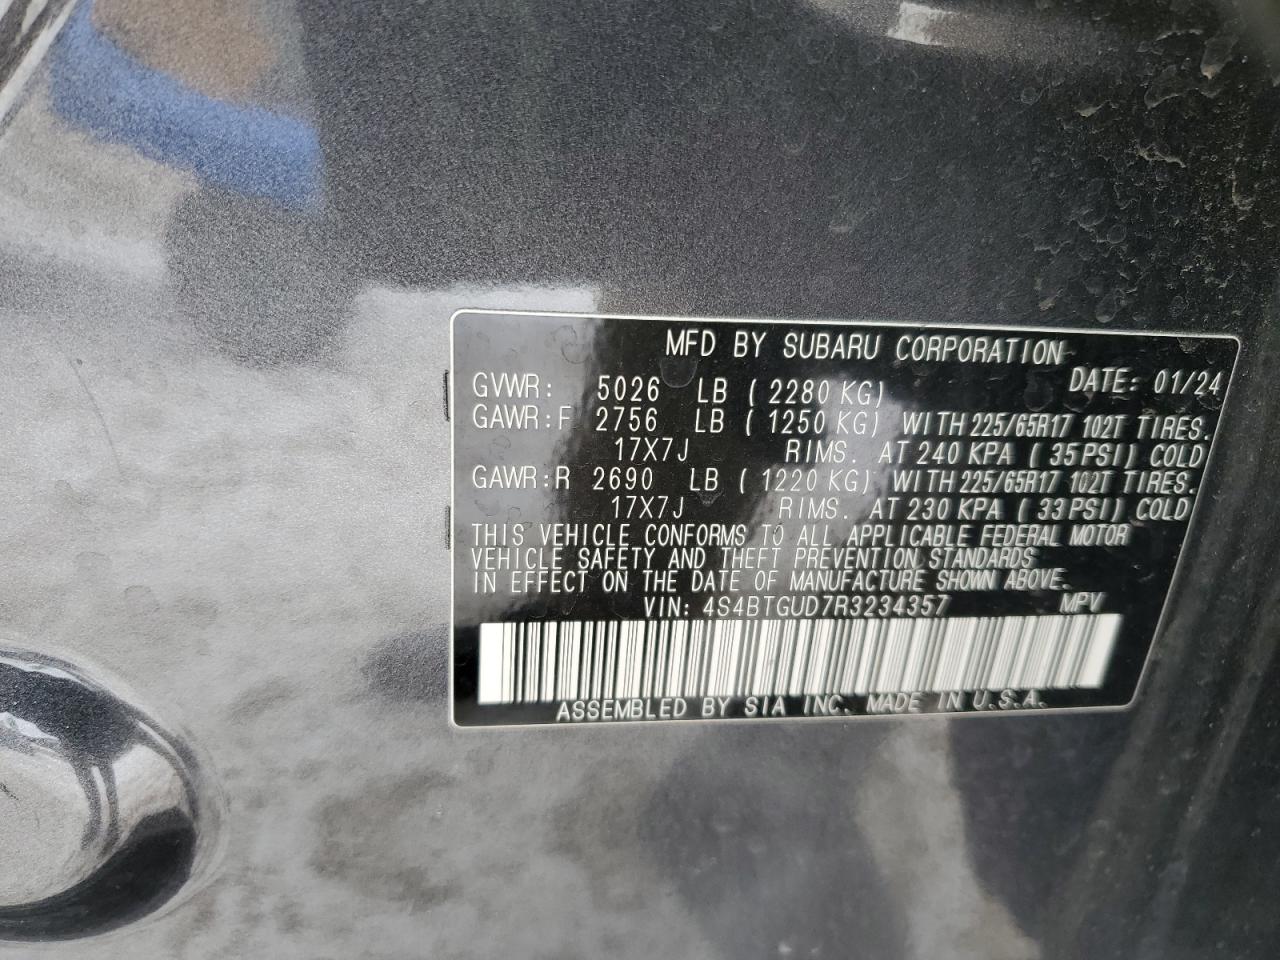 MFD BY SUBARU CORPORATION
GVWR: 5026 LB ( 2280 KG) DATE: 01/24
GAWR:F 2756 LB ( 1250 KG) WITH 225/65R17 102T TIRES.
17X7J RIMS. AT 240 KPA ( 35 PSI) COLD
GAWR:R 2690 LB ( 1220 KG) WITH 225/65R17 102T TIRES.
17X7J RIMS. AT 230 KPA ( 33 PSI) COLD
THIS VEHICLE CONFORMS TO ALL APPLICABLE FEDERAL MOTOR
VEHICLE SAFETY AND THEFT PREVENTION STANDARDS
IN EFFECT ON THE DATE OF MANUFACTURE SHOWN ABOVE.
VIN: 4S4BTGUD7R3234357 MPV
ASSEMBLED BY SIA INC. MADE IN U.S.A.